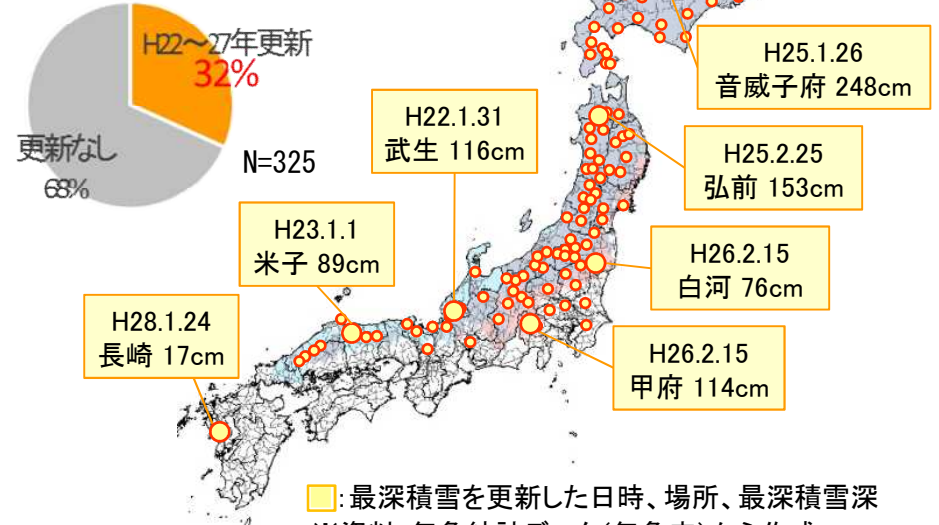 H22～27年更新
32%
更新なし
68%
N=325
H25.1.26
音威子府 248cm
H22.1.31
武生 116cm
H25.2.25
弘前 153cm
H23.1.1
米子 89cm
H26.2.15
白河 76cm
H28.1.24
長崎 17cm
H26.2.15
甲府 114cm
：最深積雪を更新した日時、場所、最深積雪深